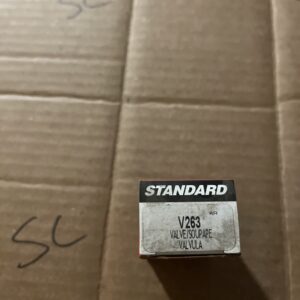 SC
STANDARD
V263
VALVE/SOUPAPE
VALVULA
SC